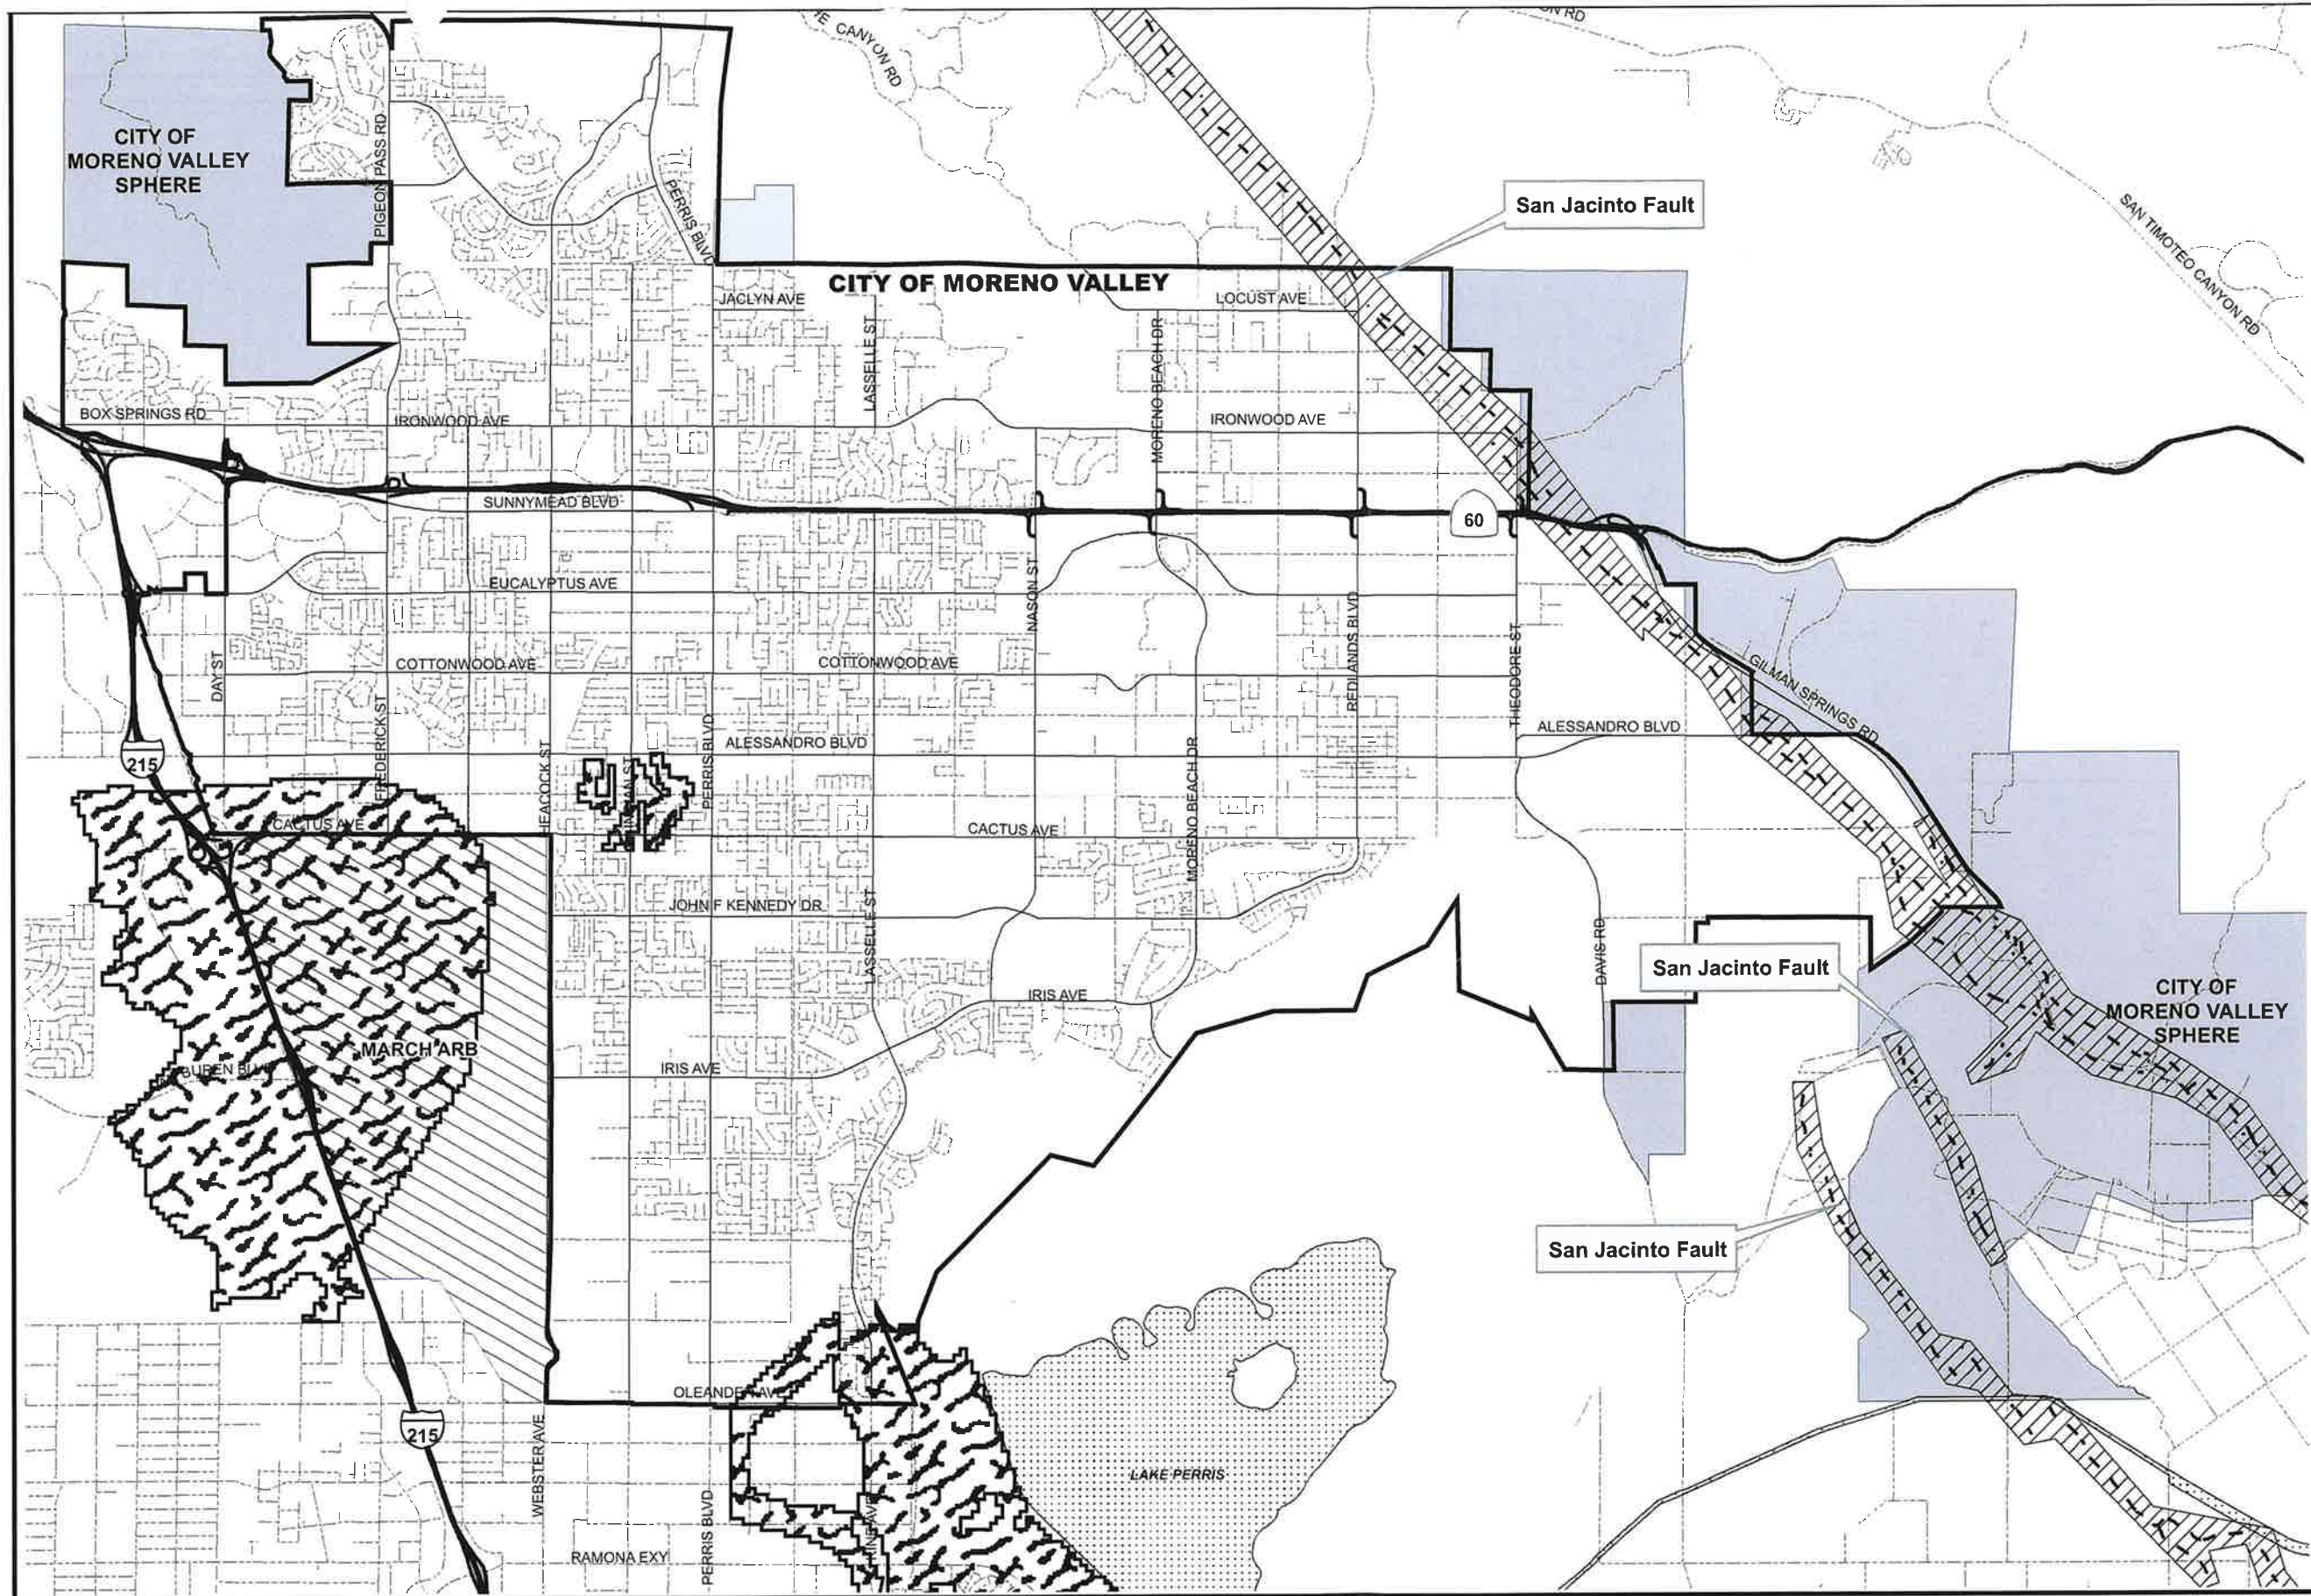 CANYON RD
CITY OF
MORENO VALLEY
SPHERE
PIGEON PASS RD
PERRIS BLVD
San Jacinto Fault
SAN TIMOTEO CANYON RD
CITY OF MORENO VALLEY
JACLYN AVE
LOCUST AVE
LASSELLE ST
MORENO BEACH DR
BOX SPRINGS RD
IRONWOOD AVE
IRONWOOD AVE
SUNNYMEAD BLVD
60
EUCALYPTUS AVE
NASON ST
REDLANDS BLVD
THEODORE ST
DAY ST
COTTONWOOD AVE
COTTONWOOD AVE
GILMAN SPRINGS RD
FREDERICK ST
HEACOCK ST
PERRIS BLVD
ALESSANDRO BLVD
ALESSANDRO BLVD
MORENO BEACH DR
215
CACTUS AVE
CACTUS AVE
JOHN F KENNEDY DR
LASSELLE ST
DAVIS RD
San Jacinto Fault
CITY OF
MORENO VALLEY
SPHERE
IRIS AVE
MARCH ARB
BUREN BLVD
IRIS AVE
San Jacinto Fault
OLEANDER AVE
215
WEBSTER AVE
PERRIS BLVD
LAKE PERRIS
RAMONA EXY